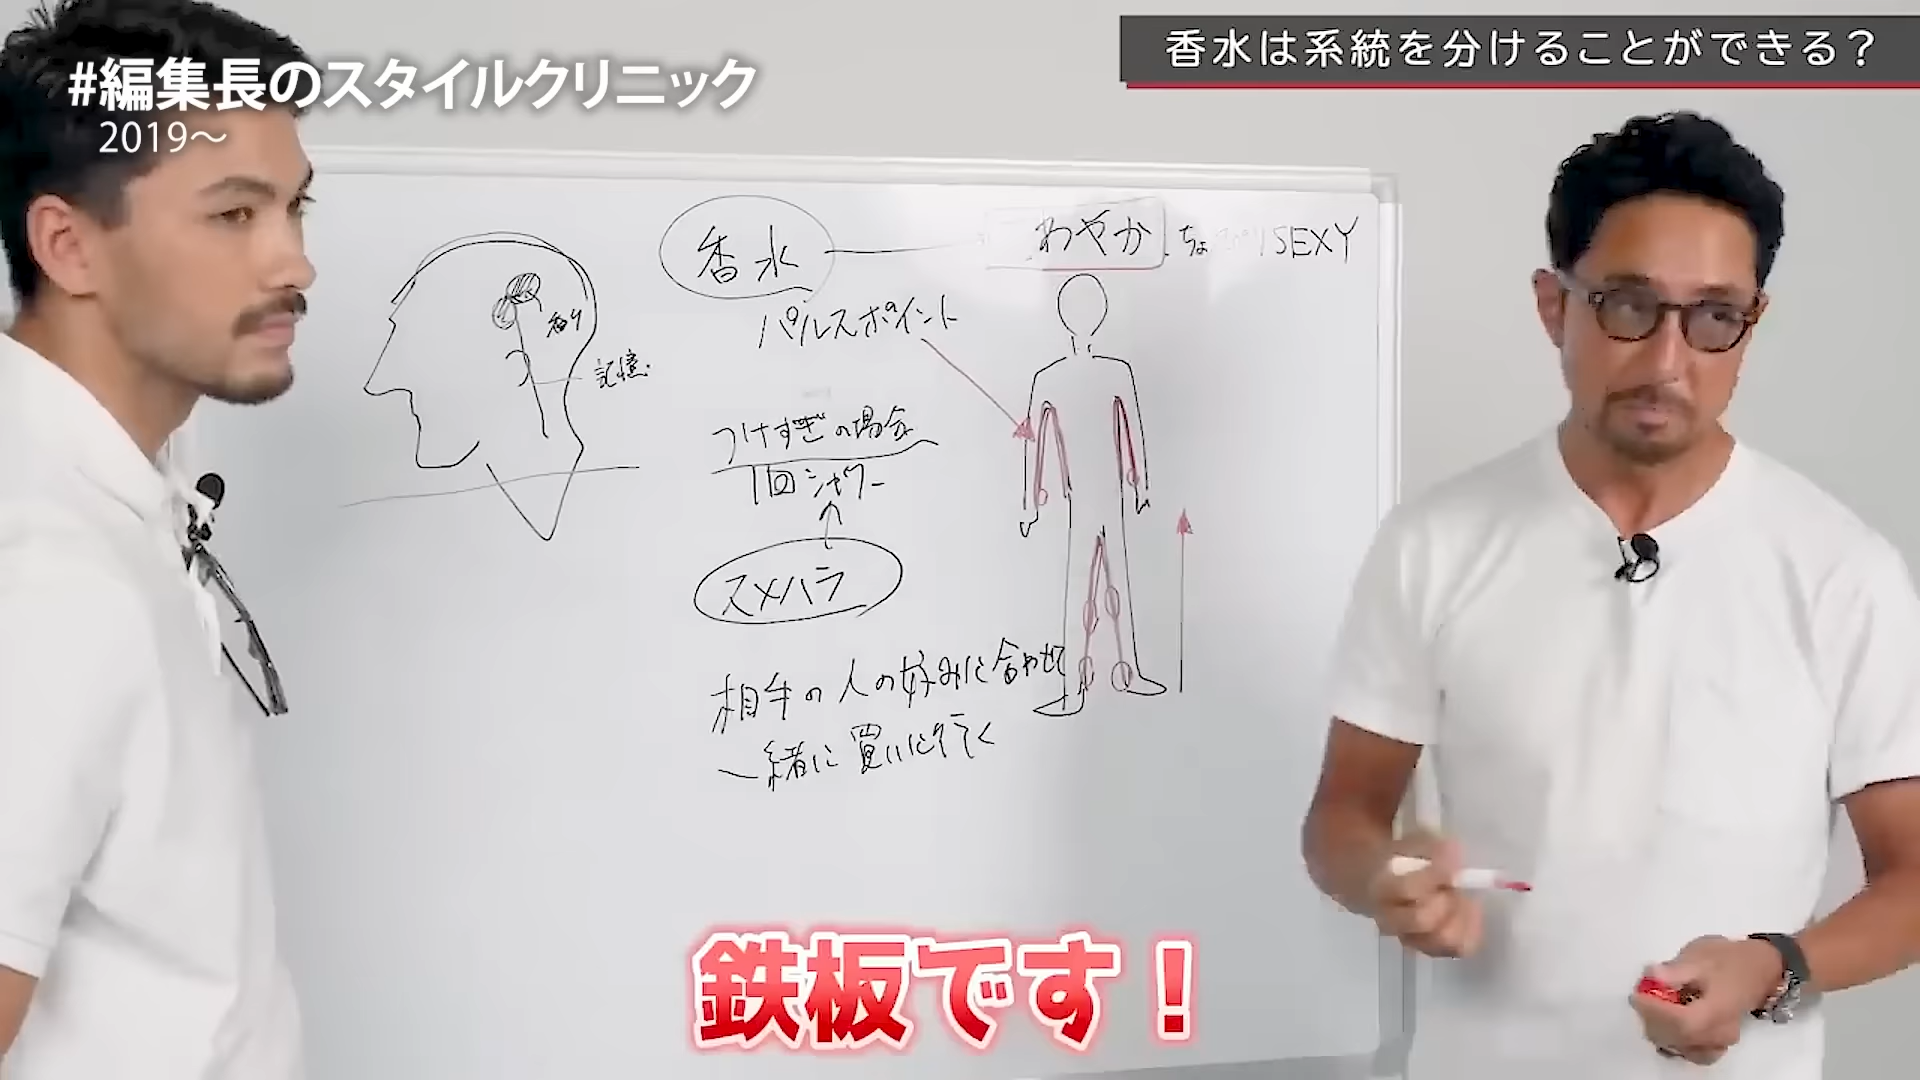 #編集長のスタイルクリニック
2019〜
香水は系統を分けることができる？
香水
わやか
SEXY
パルスポイント
香り
記憶
つけすぎの場合
1回シャワー
スメハラ
相手の人の好みに合わせて
一緒に買いに行く
鉄板です！